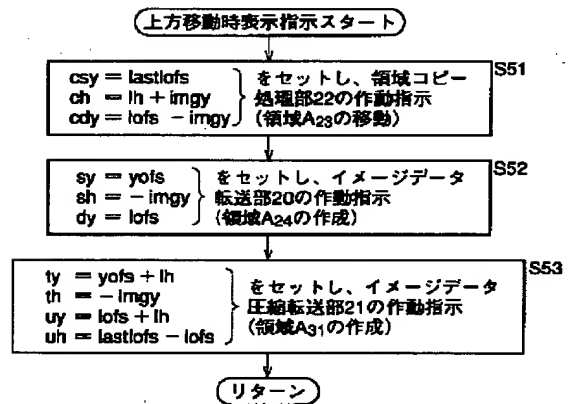 上方移動時表示指示スタート
S51
csy = lastlofs
ch = lh + imgy
cdy = lofs − imgy
をセットし、領域コピー
処理部22の作動指示
(領域A23の移動)
S52
sy = yofs
sh = − imgy
dy = lofs
をセットし、イメージデータ
転送部20の作動指示
(領域A24の作成)
S53
ty = yofs + lh
th = − imgy
uy = lofs + lh
uh = lastlofs − lofs
をセットし、イメージデータ
圧縮転送部21の作動指示
(領域A31の作成)
リターン